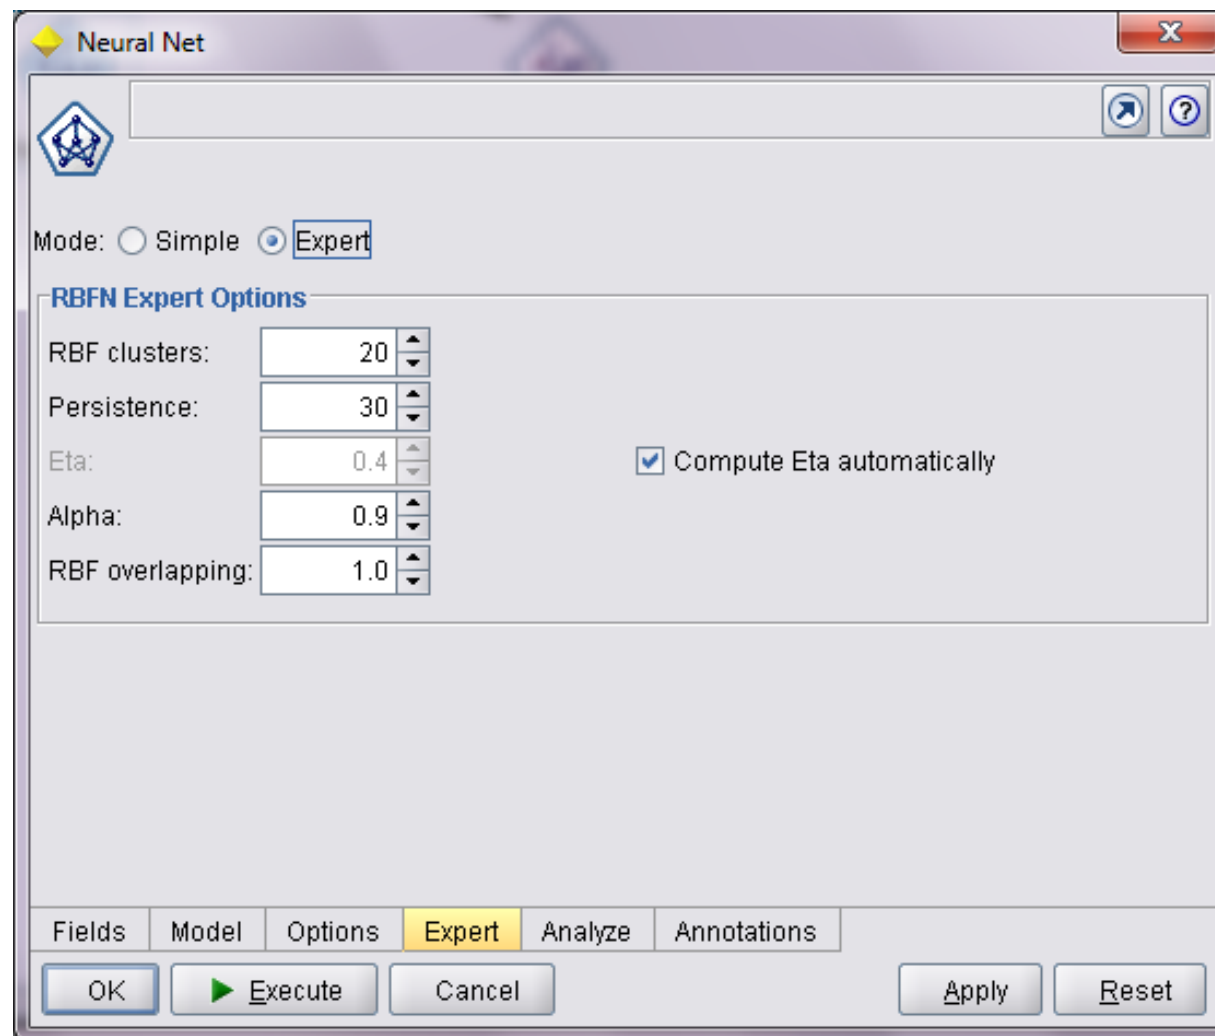 Neural Net
Mode: Simple Expert
RBFN Expert Options
RBF clusters: 20
Persistence: 30
Eta: 0.4 Compute Eta automatically
Alpha: 0.9
RBF overlapping: 1.0
Fields Model Options Expert Analyze Annotations
OK Execute Cancel Apply Reset